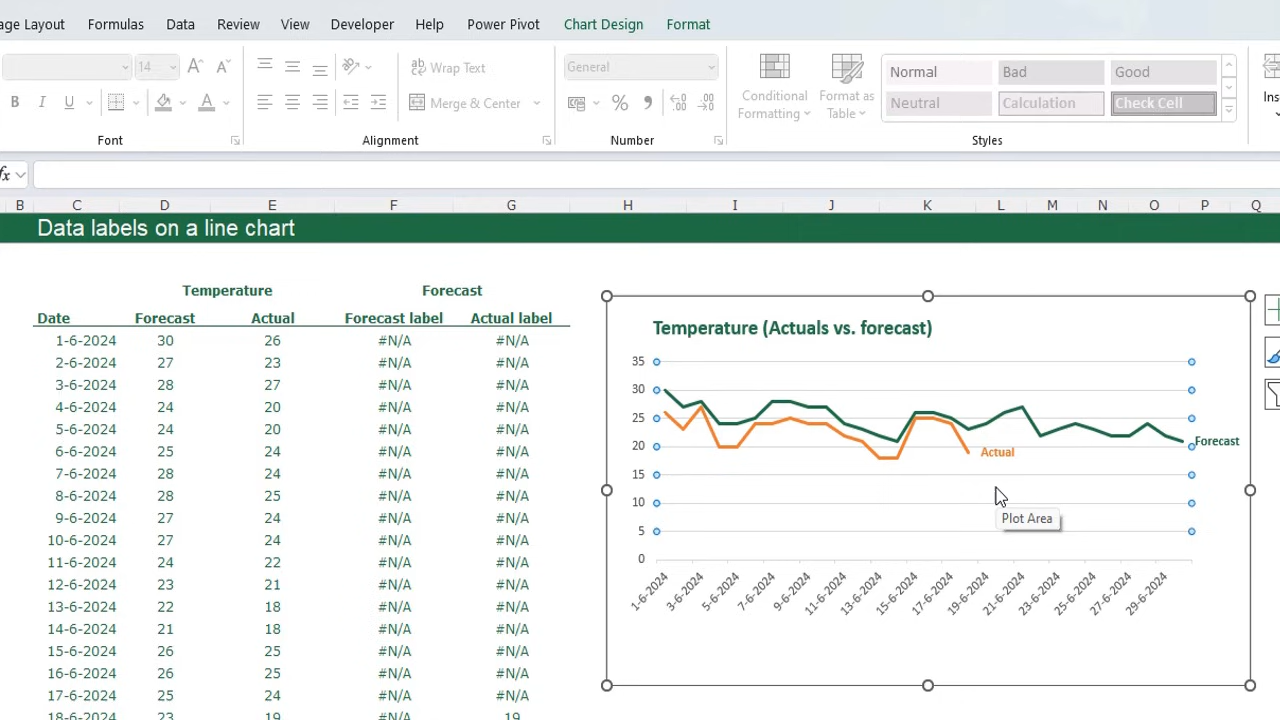 age Layout Formulas Data Review View Developer Help Power Pivot Chart Design Format
14 A A ab Wrap Text General Conditional Formatting Format as Table Normal Bad Good
B I U A Merge & Center % Neutral Calculation Check Cell Ins
Font Alignment Number Styles
fx
B C D E F G H I J K L M N O P Q
Data labels on a line chart
Temperature Forecast
Date Forecast Actual Forecast label Actual label
1-6-2024 30 26 #N/A #N/A
2-6-2024 27 23 #N/A #N/A
3-6-2024 28 27 #N/A #N/A
4-6-2024 24 20 #N/A #N/A
5-6-2024 24 20 #N/A #N/A
6-6-2024 25 24 #N/A #N/A
7-6-2024 28 24 #N/A #N/A
8-6-2024 28 25 #N/A #N/A
9-6-2024 27 24 #N/A #N/A
10-6-2024 27 24 #N/A #N/A
11-6-2024 24 22 #N/A #N/A
12-6-2024 23 21 #N/A #N/A
13-6-2024 22 18 #N/A #N/A
14-6-2024 21 18 #N/A #N/A
15-6-2024 26 25 #N/A #N/A
16-6-2024 26 25 #N/A #N/A
17-6-2024 25 24 #N/A #N/A
18-6-2024 23 19 #N/A 19
Temperature (Actuals vs. forecast)
35
30
25
Forecast
20
Actual
15
10
Plot Area
5
0
1-6-2024 3-6-2024 5-6-2024 7-6-2024 9-6-2024 11-6-2024 13-6-2024 15-6-2024 17-6-2024 19-6-2024 21-6-2024 23-6-2024 25-6-2024 27-6-2024 29-6-2024